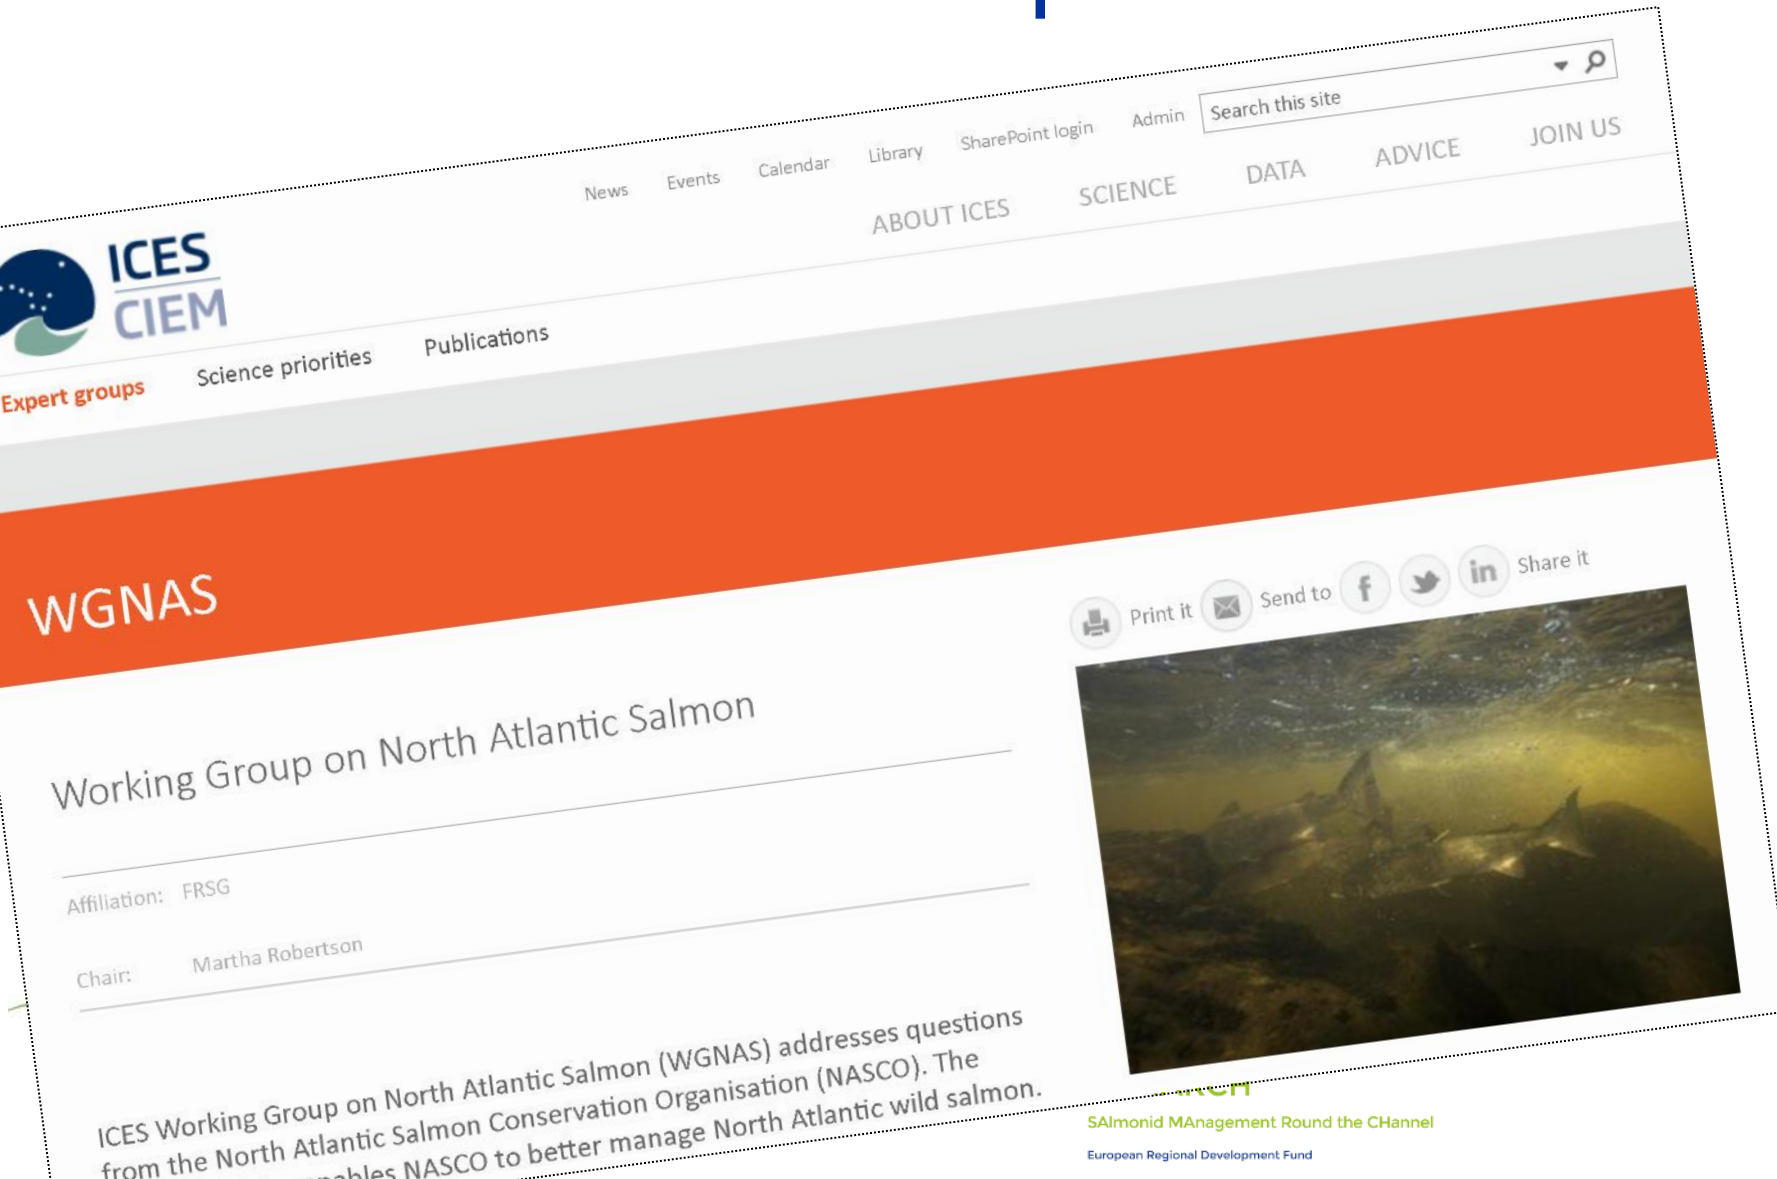 News Events Calendar Library SharePoint login Admin Search this site
ABOUT ICES SCIENCE DATA ADVICE JOIN US
ICES
CIEM
Expert groups Science priorities Publications
WGNAS
Print it Send to Share it
Working Group on North Atlantic Salmon
Affiliation: FRSG
Chair: Martha Robertson
ICES Working Group on North Atlantic Salmon (WGNAS) addresses questions
from the North Atlantic Salmon Conservation Organisation (NASCO). The
NASCO to better manage North Atlantic wild salmon.
SAlmonid MAnagement Round the CHannel
European Regional Development Fund